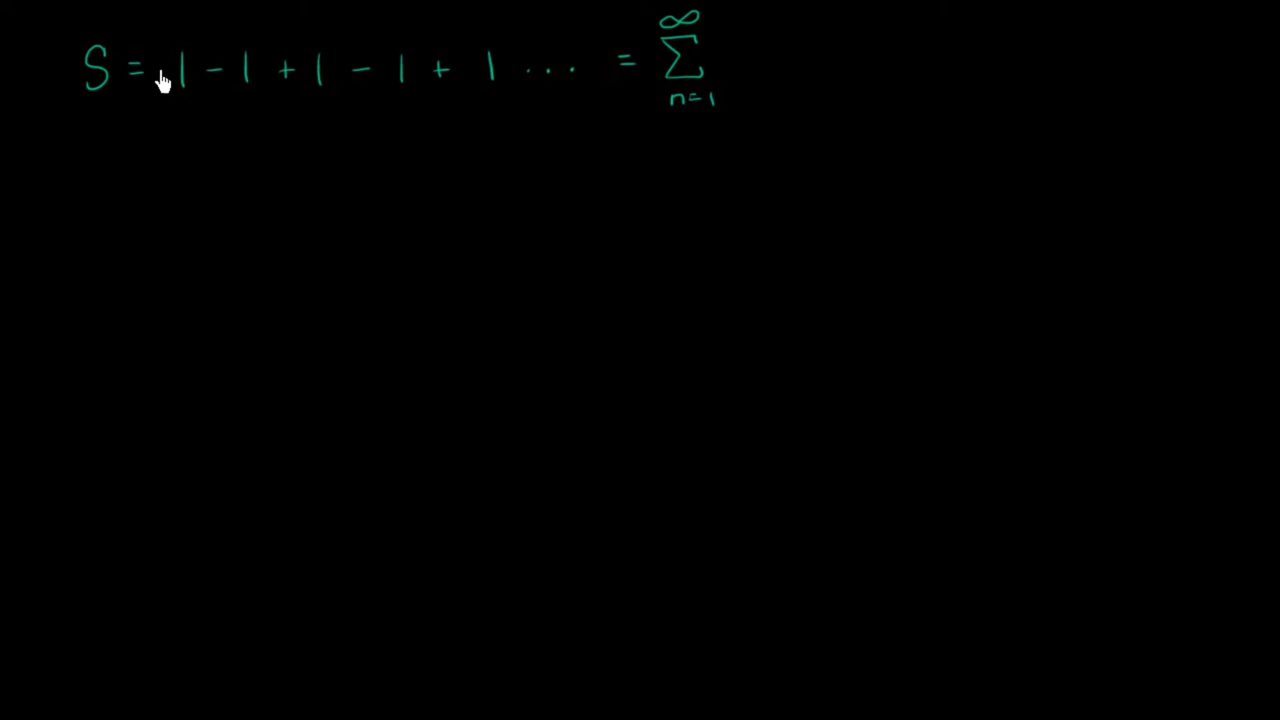 S = 1 - 1 + 1 - 1 + 1 ... = ∞ ∑ n=1